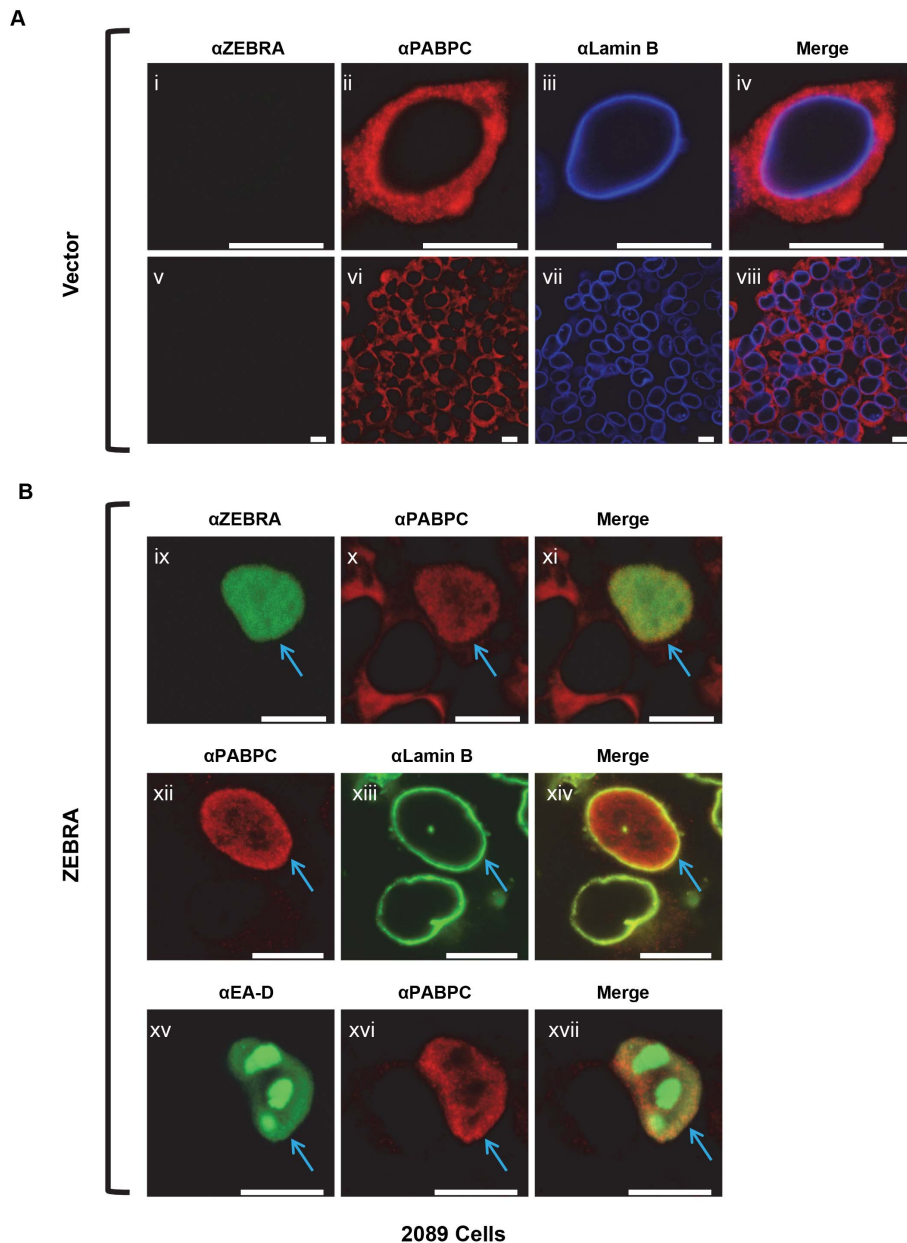 A
αZEBRA αPABPC αLamin B Merge
i ii iii iv
v vi vii viii
Vector
B
αZEBRA αPABPC Merge
ix x xi
αPABPC αLamin B Merge
xii xiii xiv
ZEBRA
αEA-D αPABPC Merge
xv xvi xvii
2089 Cells